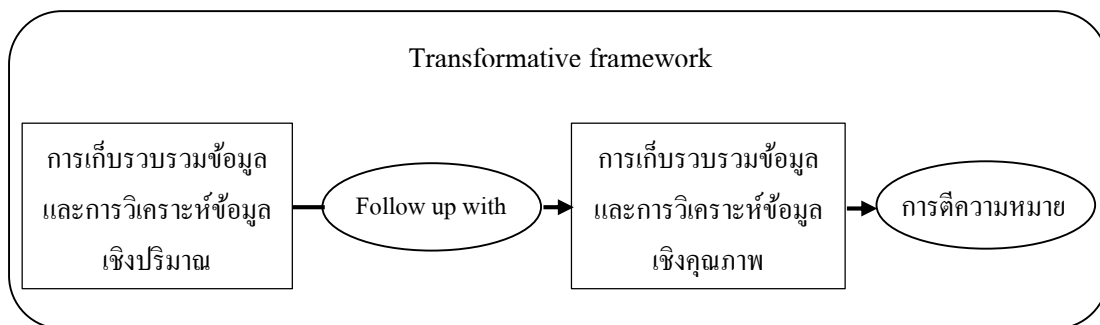 Transformative framework
การเก็บรวบรวมข้อมูล
และการวิเคราะห์ข้อมูล
เชิงปริมาณ
Follow up with
การเก็บรวบรวมข้อมูล
และการวิเคราะห์ข้อมูล
เชิงคุณภาพ
การตีความหมาย